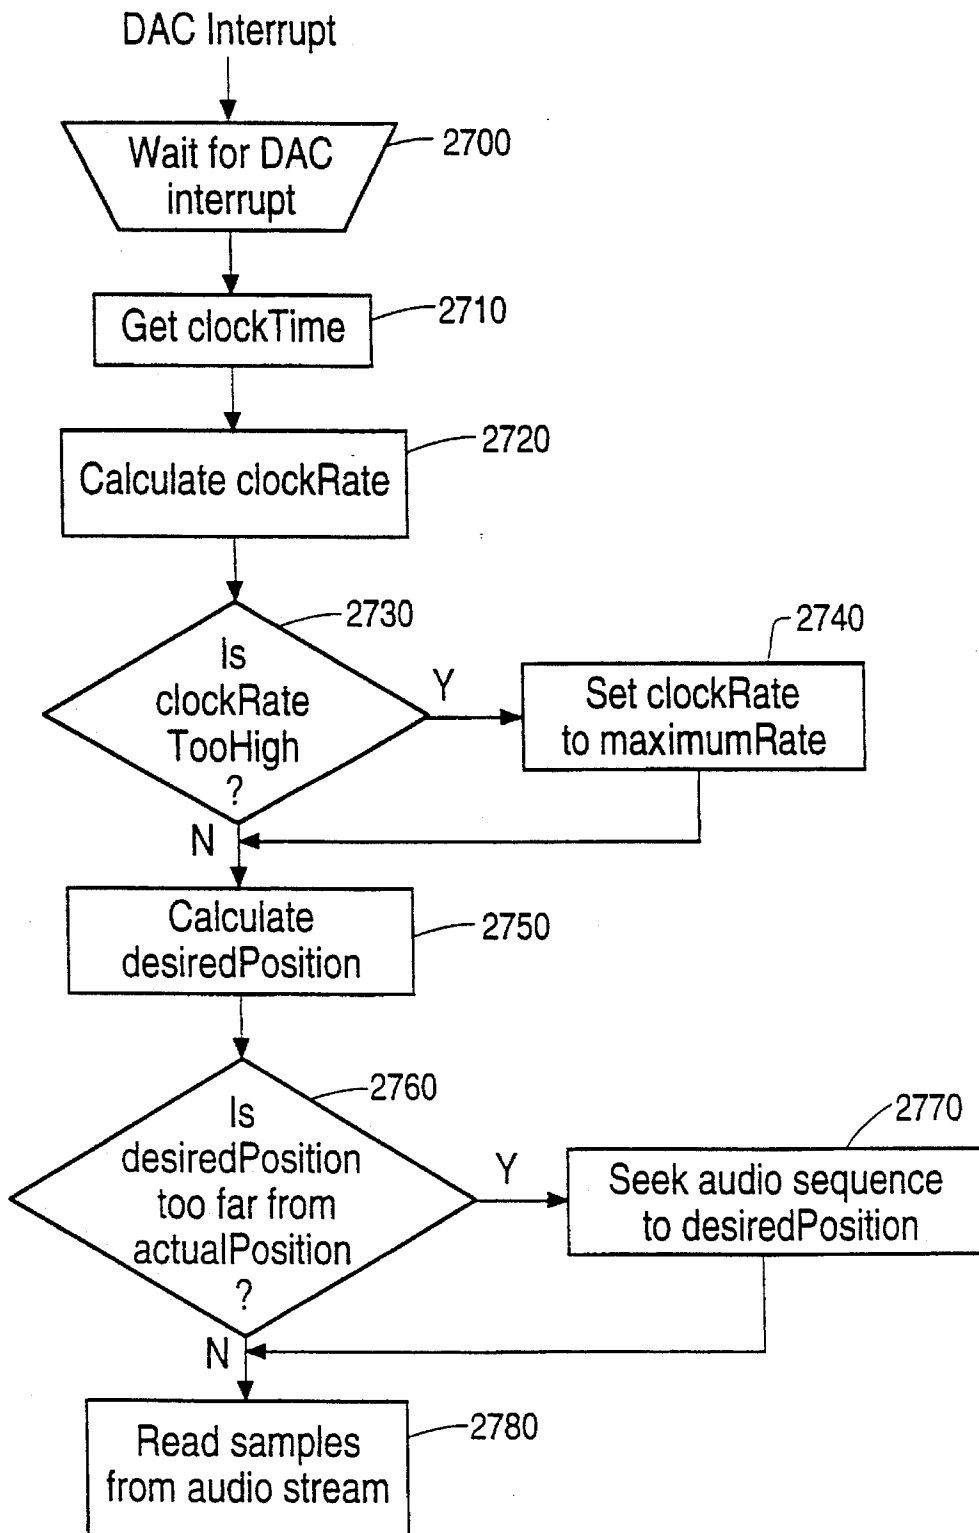 DAC Interrupt
Wait for DAC
interrupt
2700
Get clockTime
2710
Calculate clockRate
2720
Is
clockRate
TooHigh
?
2730
Y
N
Set clockRate
to maximumRate
2740
Calculate
desiredPosition
2750
Is
desiredPosition
too far from
actualPosition
?
2760
Y
N
Seek audio sequence
to desiredPosition
2770
Read samples
from audio stream
2780